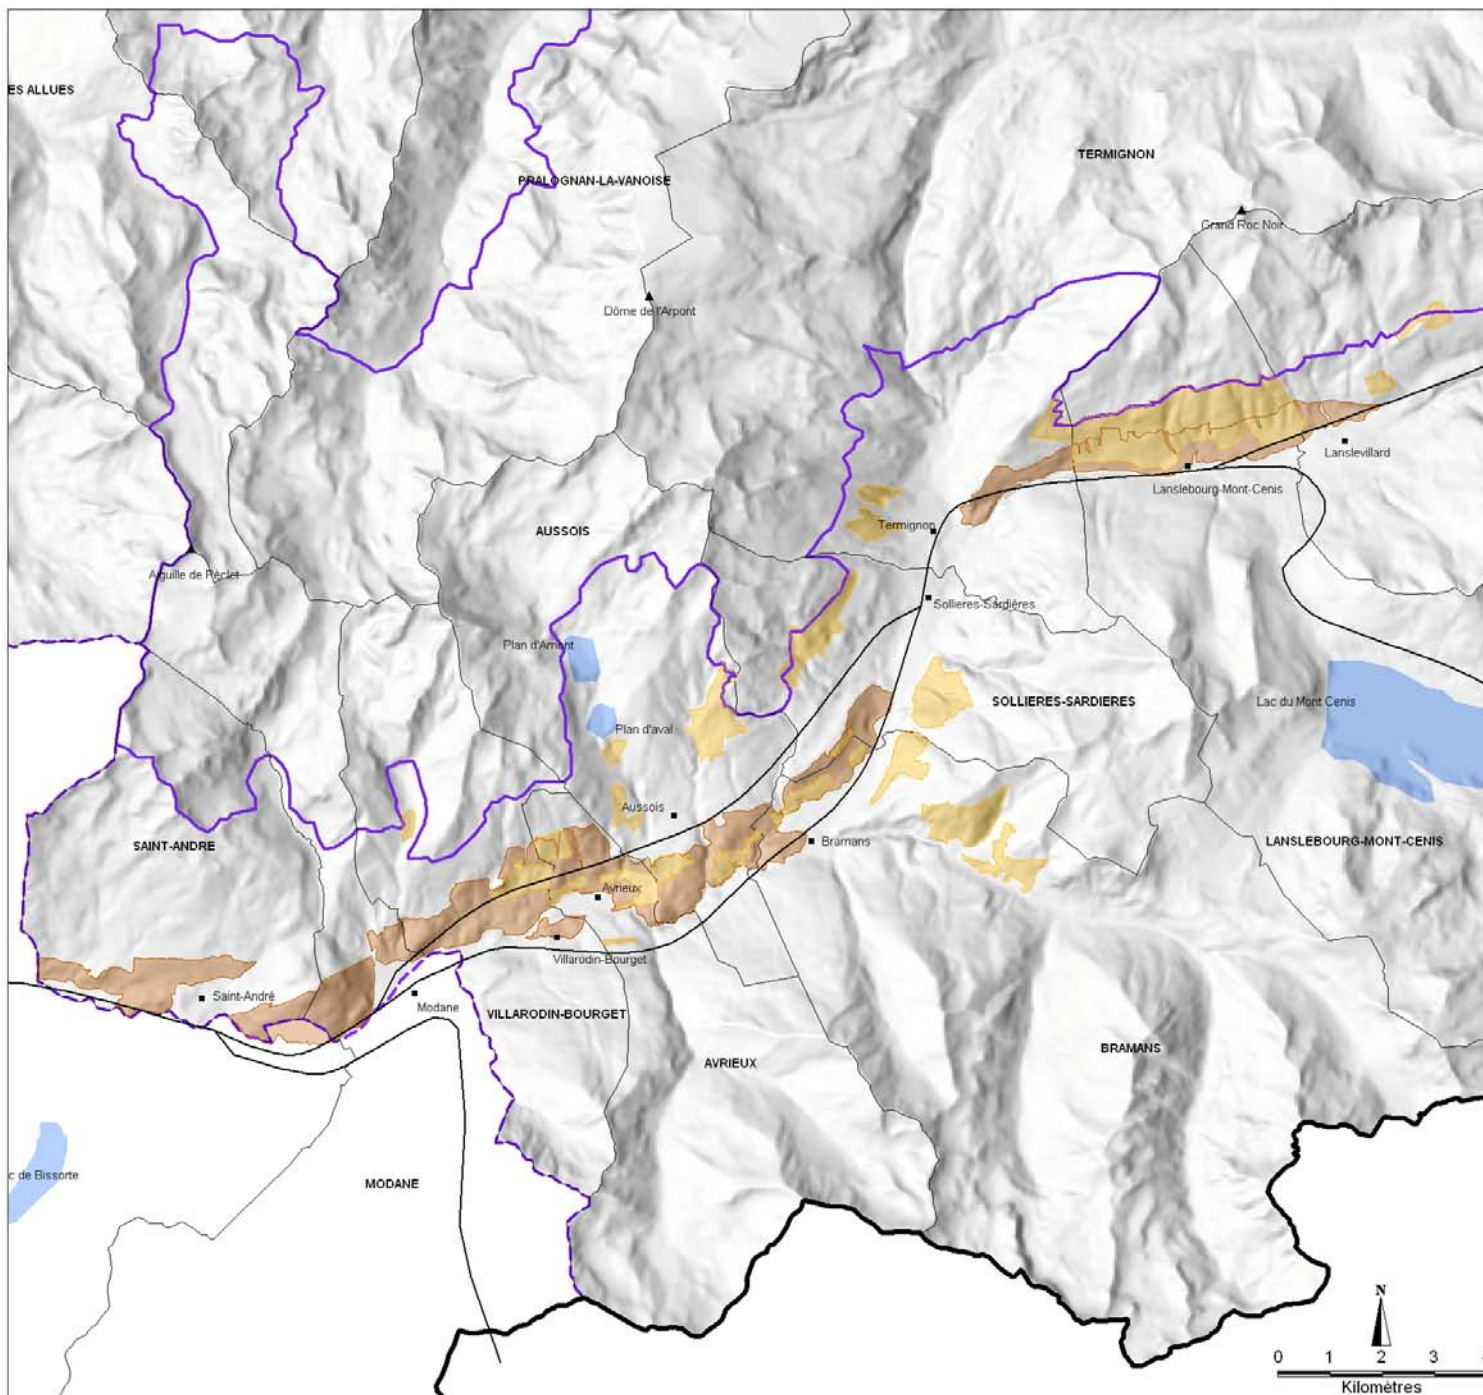 ES ALLUES
TERMIGNON
PRALOGNAN-LA-VANOISE
Grand Roc Noir
Dôme de l'Arpont
Lanslevillard
Lanslebourg-Mont-Cenis
Termignon
AUSSOIS
Aiguille de Péclet
Sollieres-Sardières
Plan d'Amont
SOLLIERES-SARDIERES
Lac du Mont Cenis
Plan d'aval
Aussois
SAINT-ANDRE
Bramans
LANSLEBOURG-MONT-CENIS
Avrieux
Villarodin-Bourget
Saint-André
Modane
VILLARODIN-BOURGET
BRAMANS
AVRIEUX
c de Bissorte
MODANE
N
0 1 2 3
Kilomètres